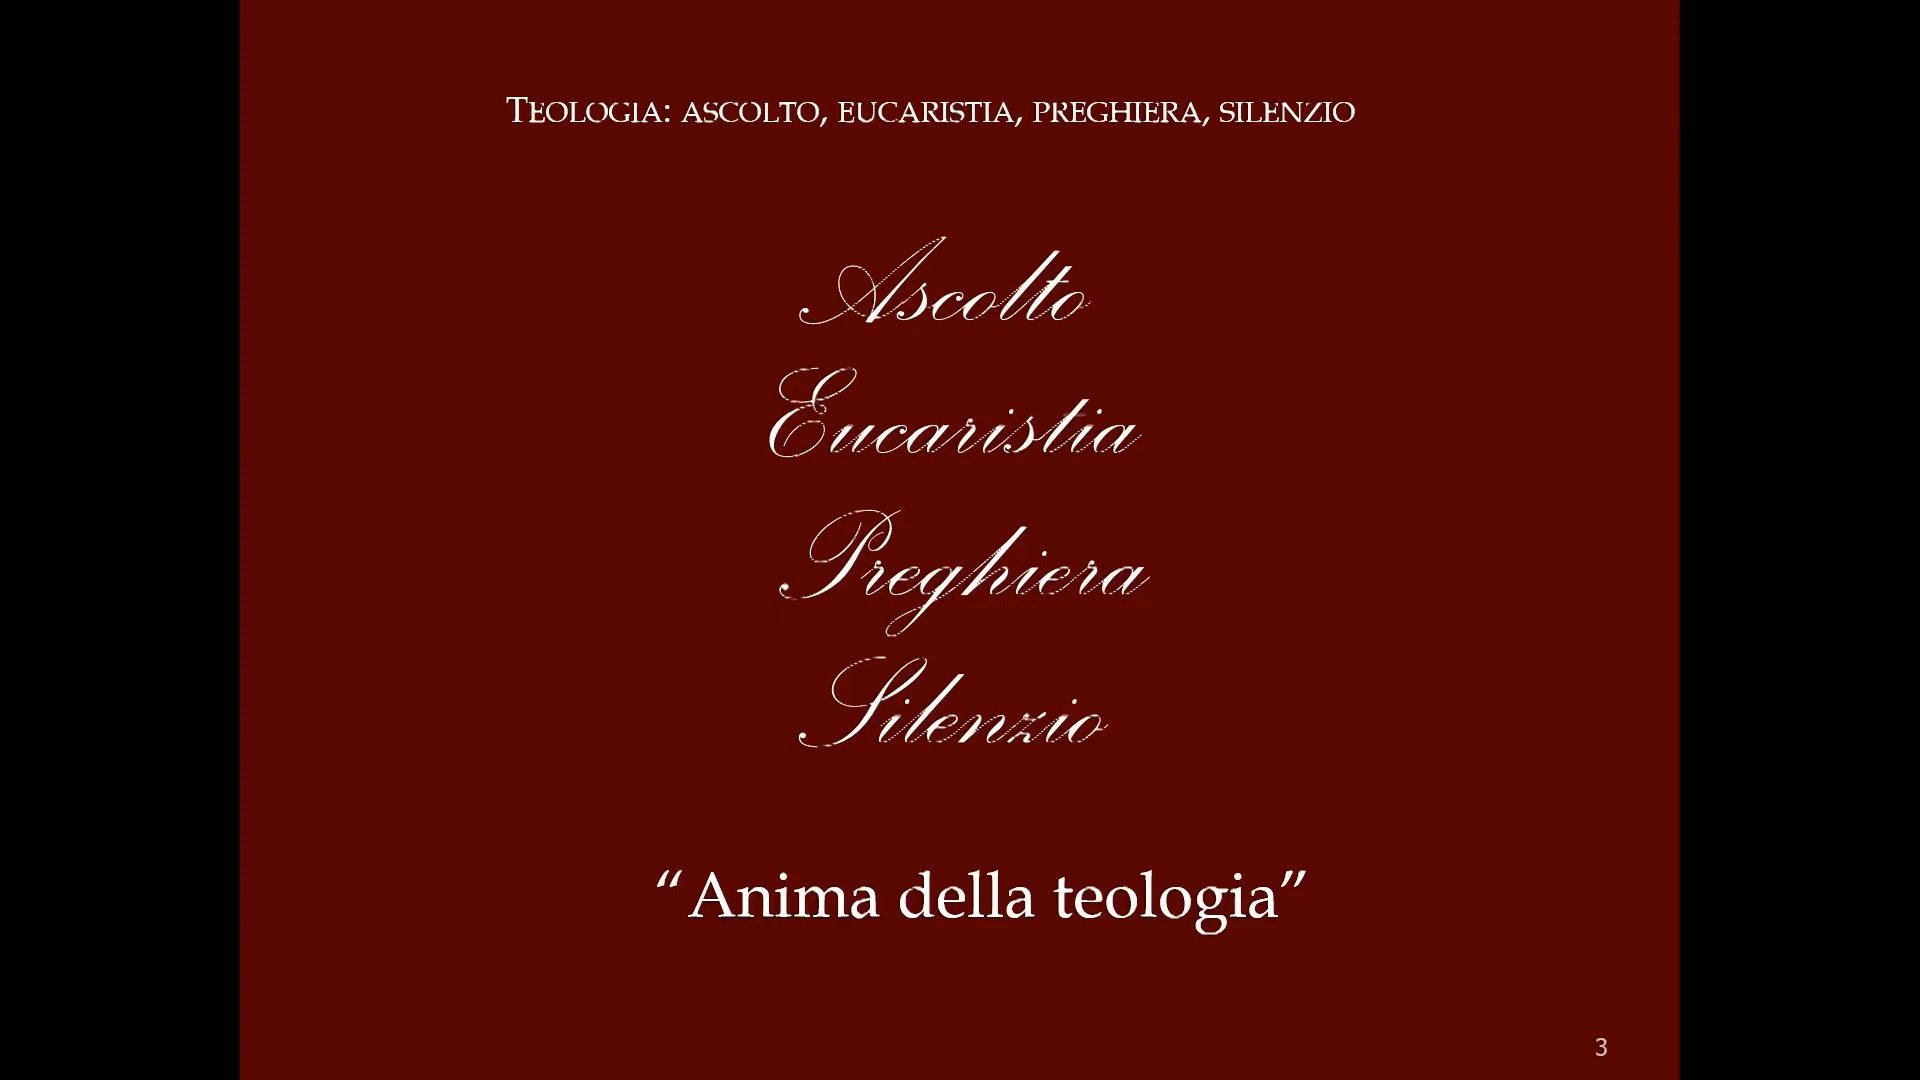 Teologia: ascolto, eucaristia, preghiera, silenzio
Ascolto
Eucaristia
Preghiera
Silenzio
“Anima della teologia”
3